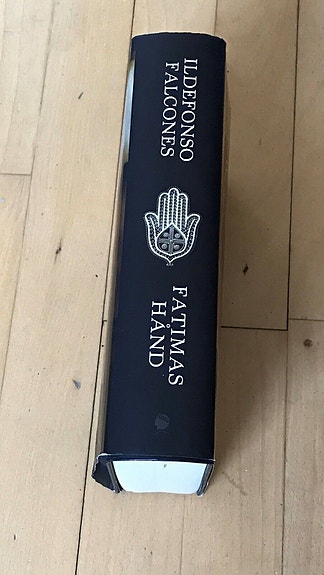 ILDEFONSO
FALCONES
FATIMAS
HÅND